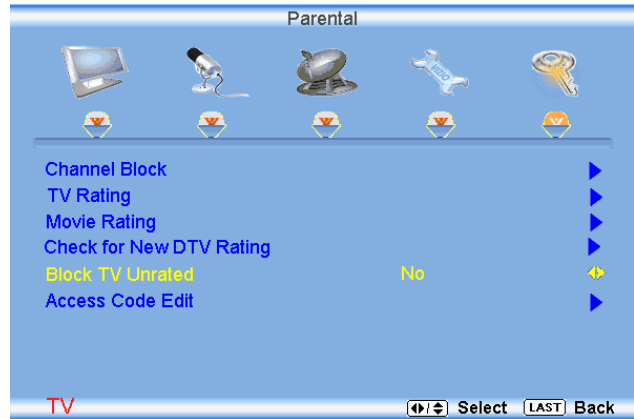 Parental
Channel Block
TV Rating
Movie Rating
Check for New DTV Rating
Block TV Unrated No
Access Code Edit
TV Select LAST Back